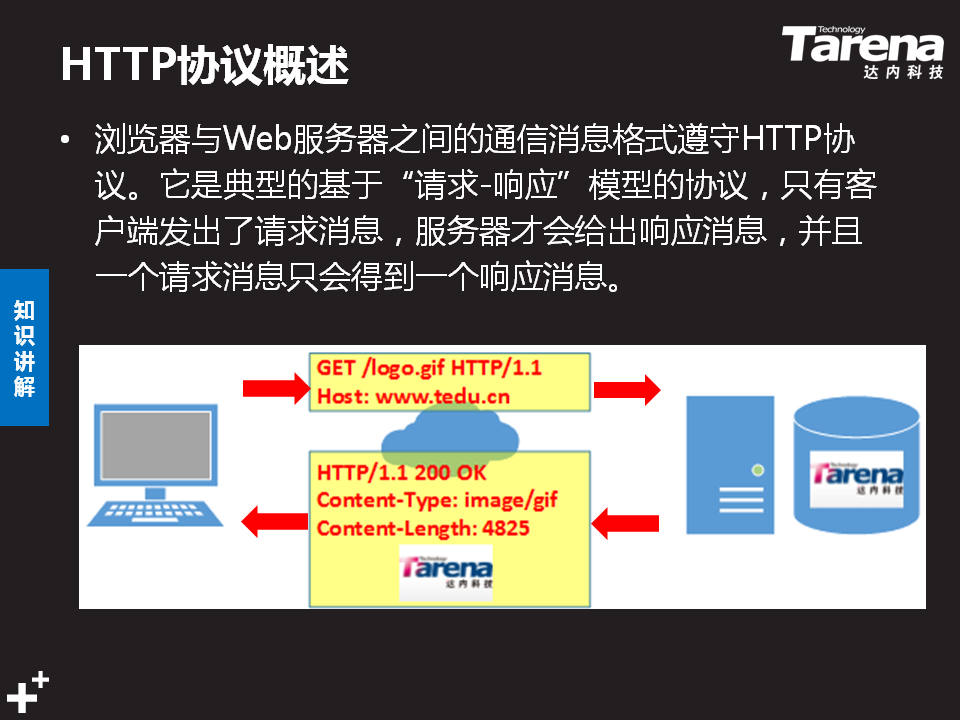 HTTP协议概述
Technology
Tarena
达内科技
• 浏览器与Web服务器之间的通信消息格式遵守HTTP协
议。它是典型的基于“请求-响应”模型的协议，只有客
户端发出了请求消息，服务器才会给出响应消息，并且
一个请求消息只会得到一个响应消息。
知
识
讲
解
GET /logo.gif HTTP/1.1
Host: www.tedu.cn
HTTP/1.1 200 OK
Content-Type: image/gif
Content-Length: 4825
Technology
Tarena
达内科技
Technology
Tarena
达内科技